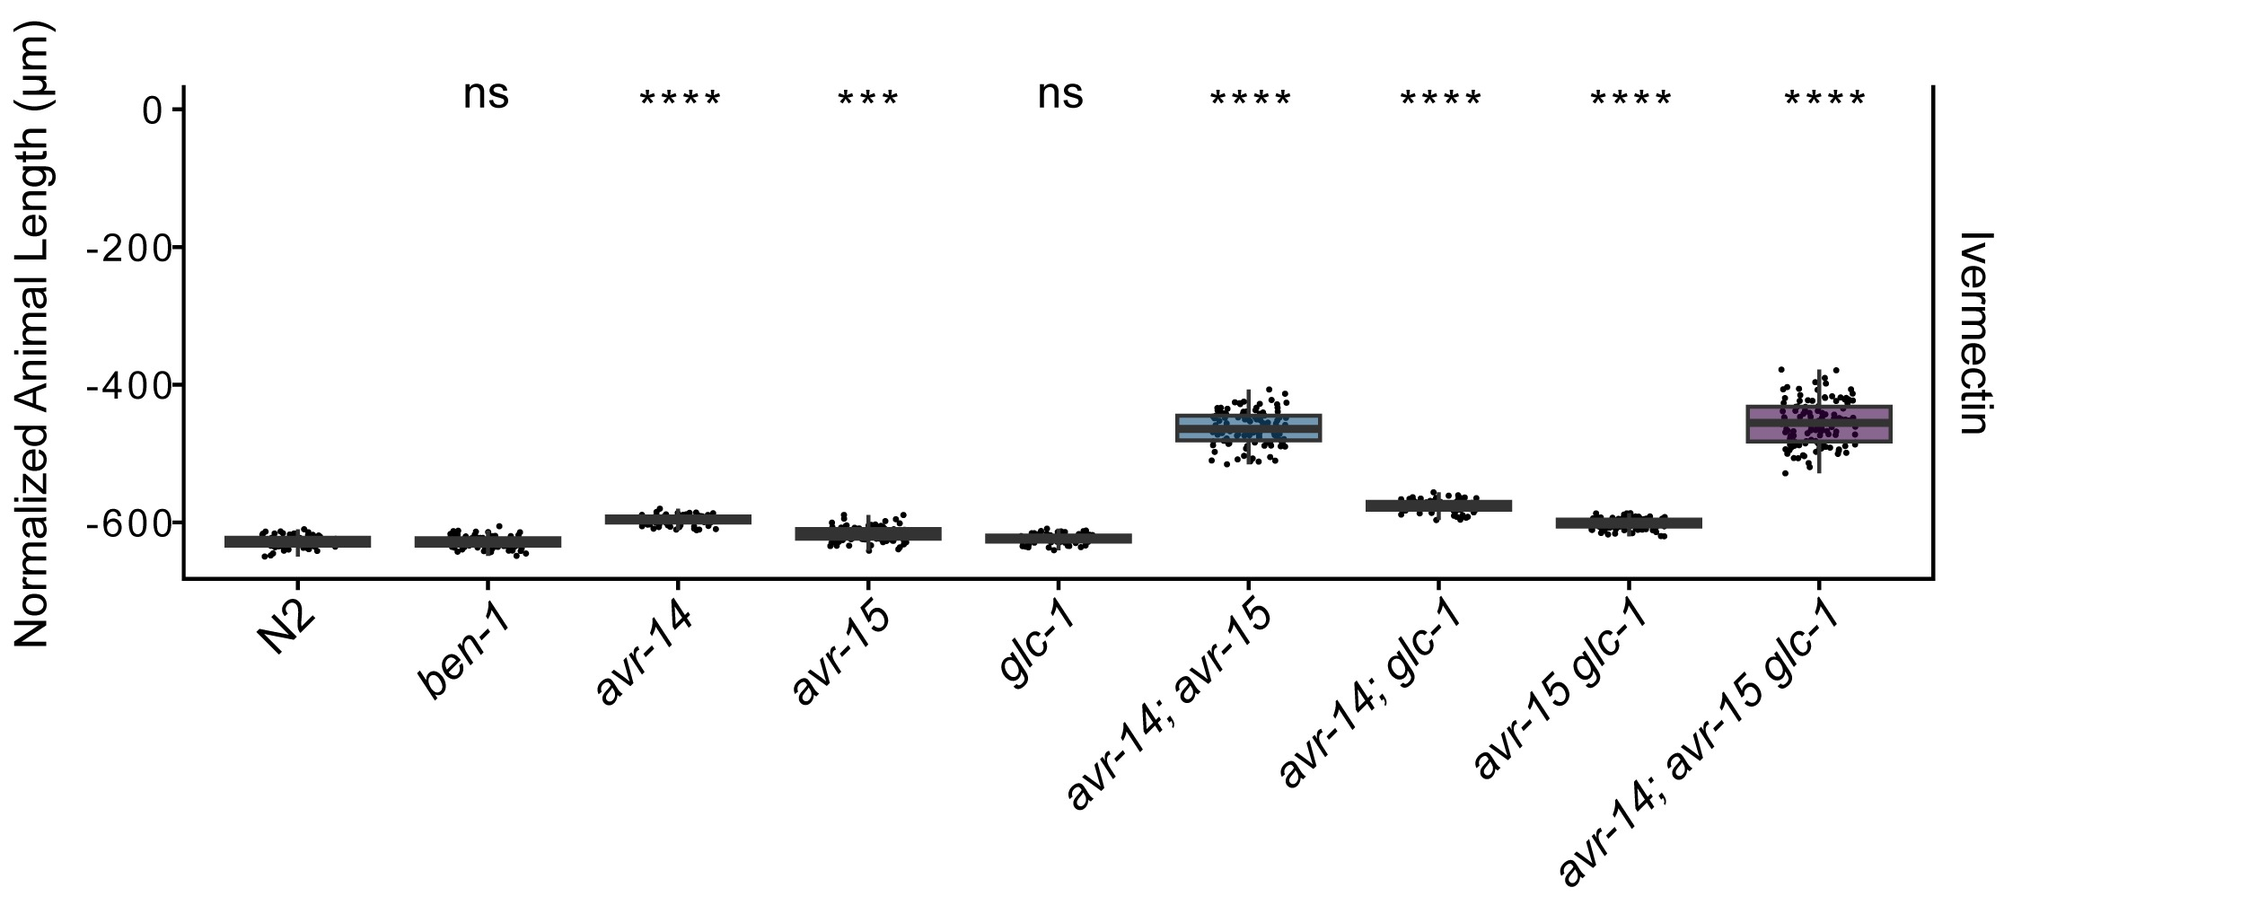 Normalized Animal Length (µm)
0
-200
-400
-600
ns
****
***
ns
****
****
****
****
N2
ben-1
avr-14
avr-15
glc-1
avr-14; avr-15
avr-14; glc-1
avr-15 glc-1
avr-14; avr-15 glc-1
Ivermectin